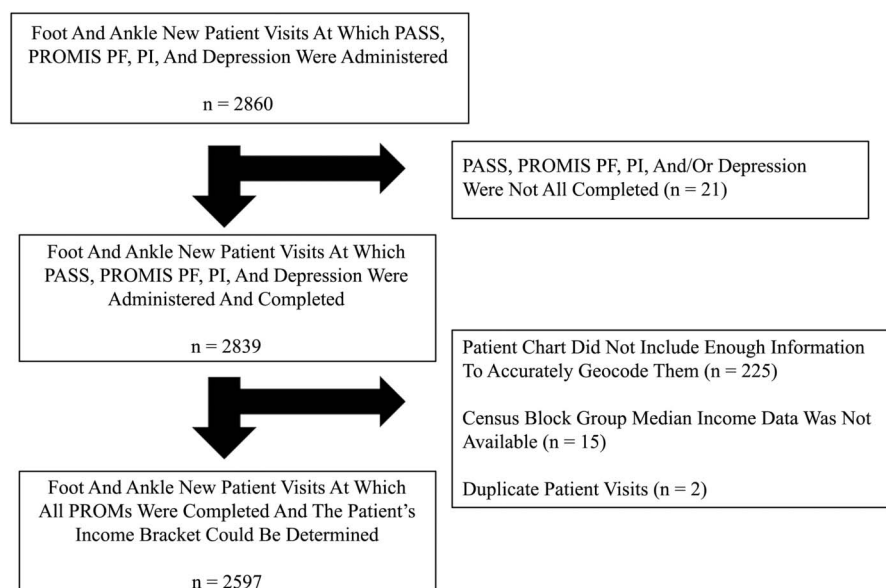 Foot And Ankle New Patient Visits At Which PASS,
PROMIS PF, PI, And Depression Were Administered
n = 2860
PASS, PROMIS PF, PI, And/Or Depression
Were Not All Completed (n = 21)
Foot And Ankle New Patient Visits At Which
PASS, PROMIS PF, PI, And Depression Were
Administered And Completed
n = 2839
Patient Chart Did Not Include Enough Information
To Accurately Geocode Them (n = 225)
Census Block Group Median Income Data Was Not
Available (n = 15)
Duplicate Patient Visits (n = 2)
Foot And Ankle New Patient Visits At Which
All PROMs Were Completed And The Patient's
Income Bracket Could Be Determined
n = 2597